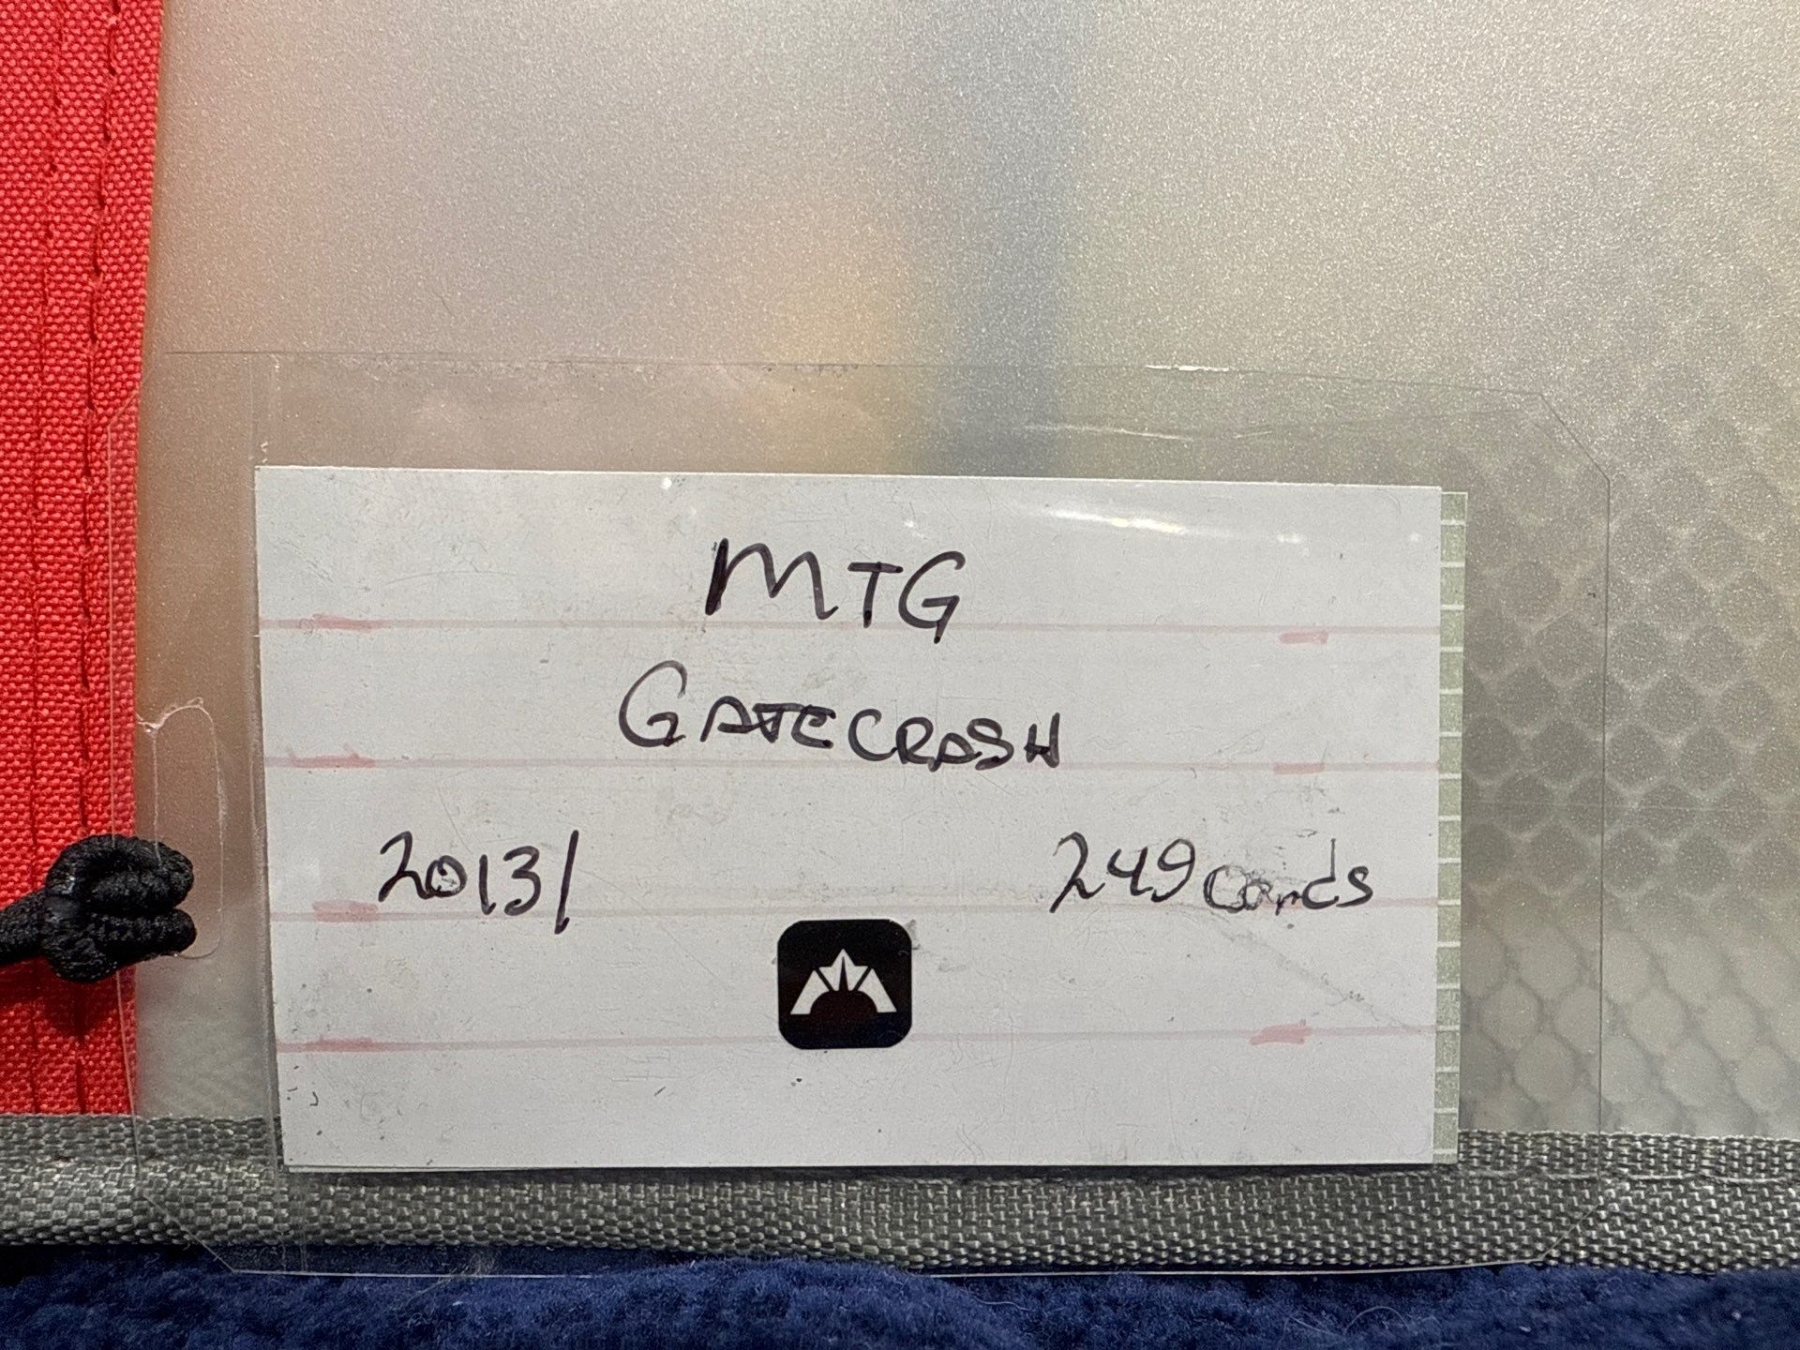 MTG
GATECRASH
2013/ 249 cards